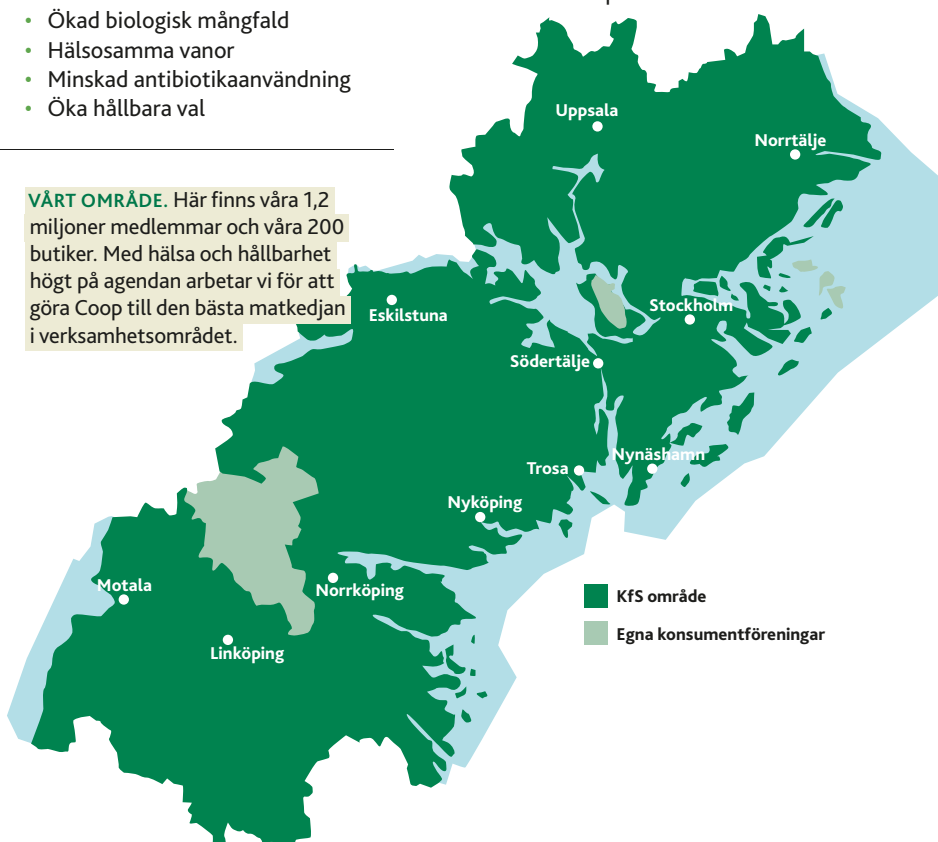 • Ökad biologisk mångfald
• Hälsosamma vanor
• Minskad antibiotikaanvändning
• Öka hållbara val
VÅRT OMRÅDE. Här finns våra 1,2
miljoner medlemmar och våra 200
butiker. Med hälsa och hållbarhet
högt på agendan arbetar vi för att
göra Coop till den bästa matkedjan
i verksamhetsområdet.
Uppsala
Norrtälje
Eskilstuna
Stockholm
Södertälje
Trosa
Nynäshamn
Nyköping
Motala
Norrköping
Linköping
KfS område
Egna konsumentföreningar